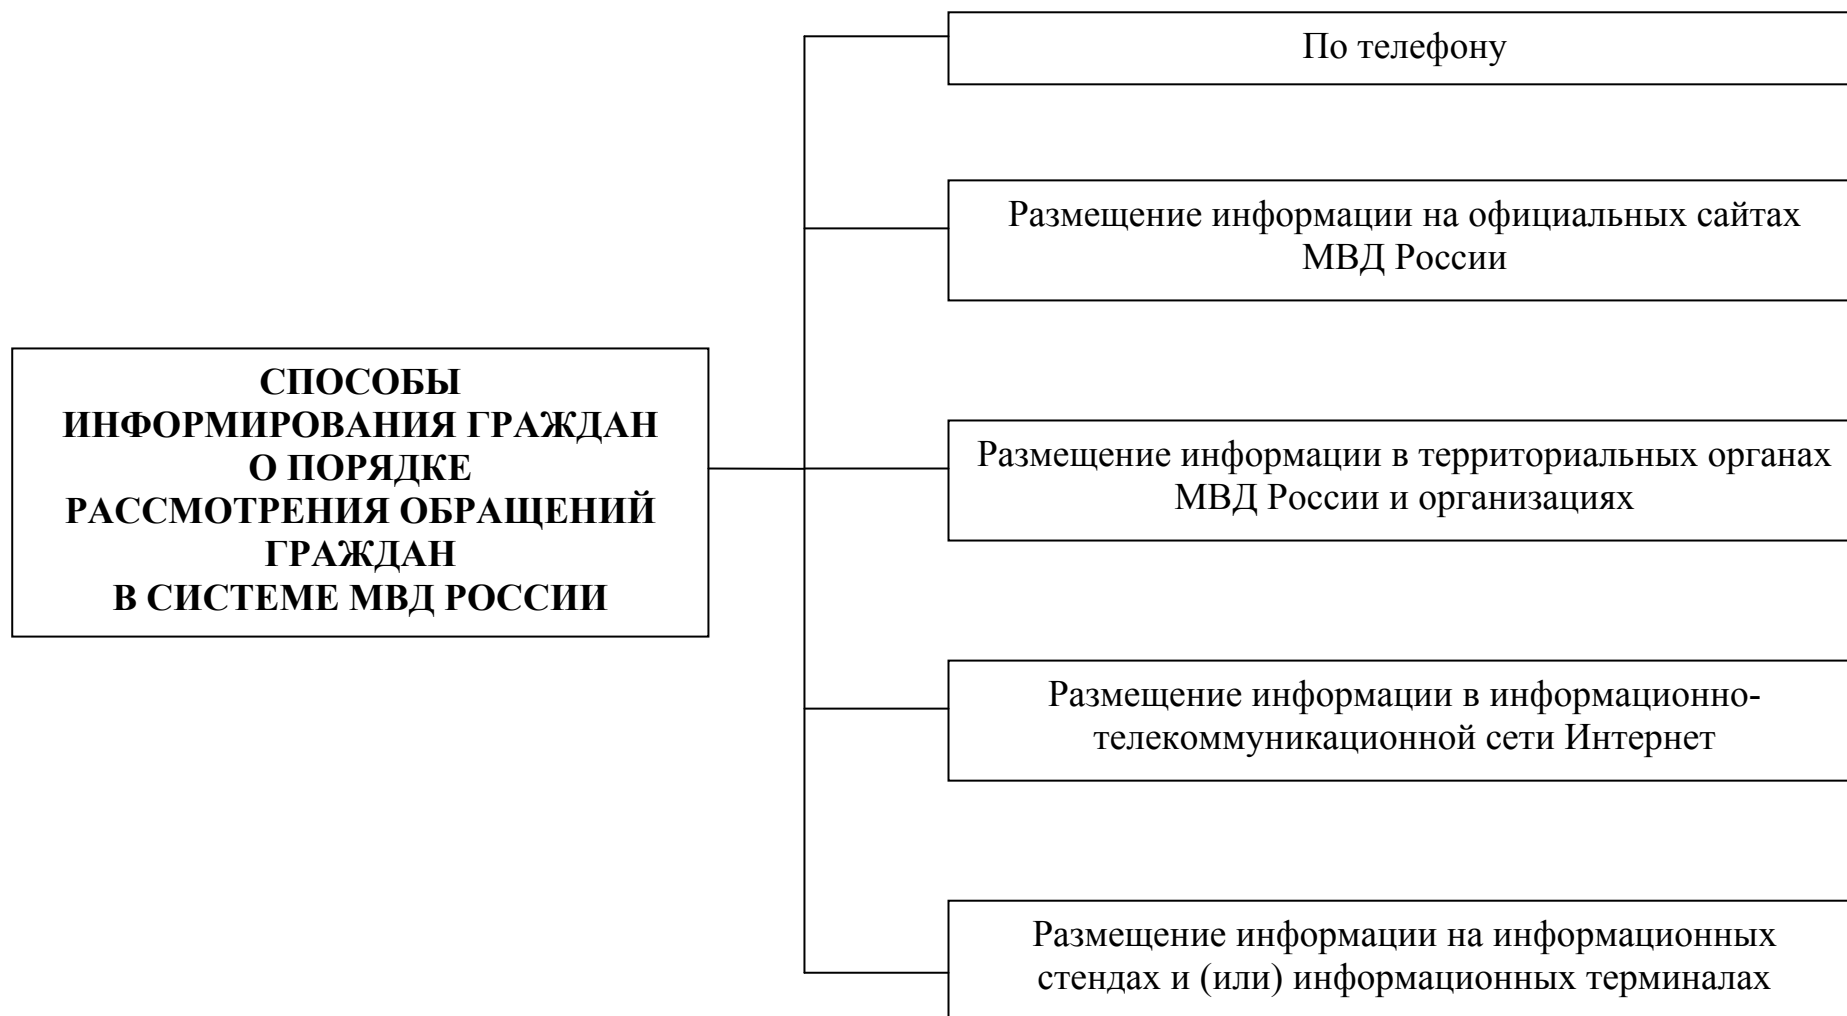 СПОСОБЫ
ИНФОРМИРОВАНИЯ ГРАЖДАН
О ПОРЯДКЕ
РАССМОТРЕНИЯ ОБРАЩЕНИЙ
ГРАЖДАН
В СИСТЕМЕ МВД РОССИИ
По телефону
Размещение информации на официальных сайтах
МВД России
Размещение информации в территориальных органах
МВД России и организациях
Размещение информации в информационно-
телекоммуникационной сети Интернет
Размещение информации на информационных
стендах и (или) информационных терминалах